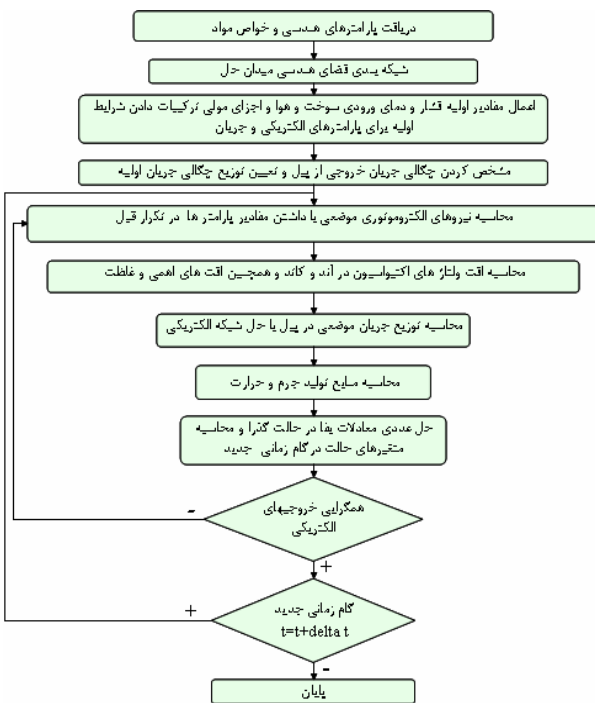 دریافت پارامترهای هندسی و خواص مواد
شبکه بندی فضای هندسی میدان حل
اعمال مقادیر اولیه فشار و دمای ورودی سوخت و هوا و اجزای مولی ترکیبات دادن شرایط
اولیه برای پارامترهای الکتریکی و جریان
مشخص کردن چگالی جریان خروجی از پیل و تعیین توزیع چگالی جریان اولیه
محاسبه نیروهای الکتروموتوری موضعی با داشتن مقادیر پارامتر ها در تکرار قبل
محاسبه افت ولتاژ های اکتیواسیون در آند و کاتد و همچنین افت های اهمی و غلظت
محاسبه توزیع جریان موضعی در پیل با حل شبکه الکتریکی
محاسبه منابع تولید جرم و حرارت
حل عددی معادلات بقا در حالت گذرا و محاسبه
متغیرهای حالت در گام زمانی جدید
همگرایی خروجیهای
الکتریکی
-
+
گام زمانی جدید
t=t+delta t
+
-
پایان